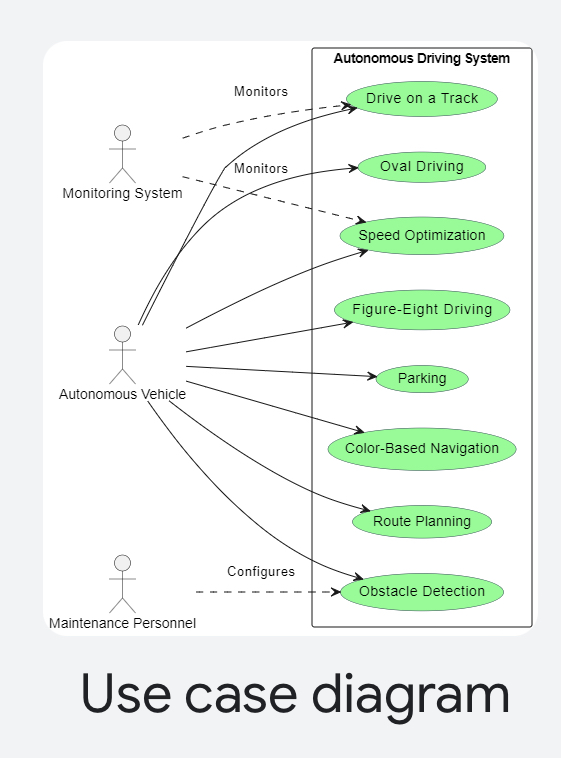 Autonomous Driving System
Monitors
Drive on a Track
Monitors
Oval Driving
Monitoring System
Speed Optimization
Figure-Eight Driving
Parking
Autonomous Vehicle
Color-Based Navigation
Route Planning
Configures
Obstacle Detection
Maintenance Personnel
Use case diagram